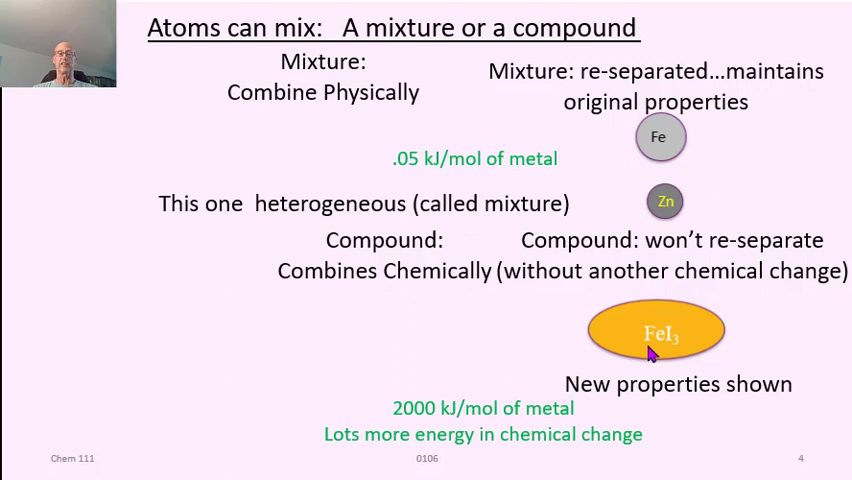 Atoms can mix: A mixture or a compound
Mixture:
Combine Physically
Mixture: re-separated...maintains
original properties
Fe
.05 kJ/mol of metal
This one heterogeneous (called mixture)
Zn
Compound:
Combines Chemically
Compound: won't re-separate
(without another chemical change)
FeI₃
New properties shown
2000 kJ/mol of metal
Lots more energy in chemical change
Chem 111
0106
4